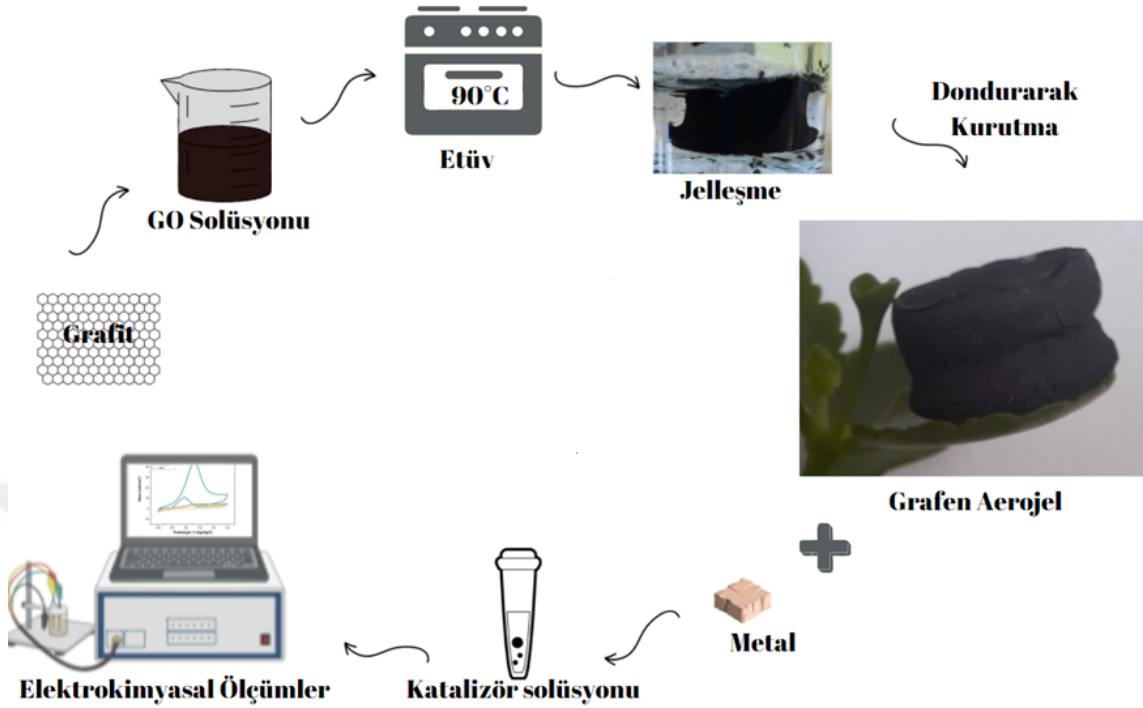 Grafit
GO Solüsyonu
90°C
Etüv
Jelleşme
Dondurarak
Kurutma
Grafen Aerojel
Metal
Katalizör solüsyonu
Elektrokimyasal Ölçümler